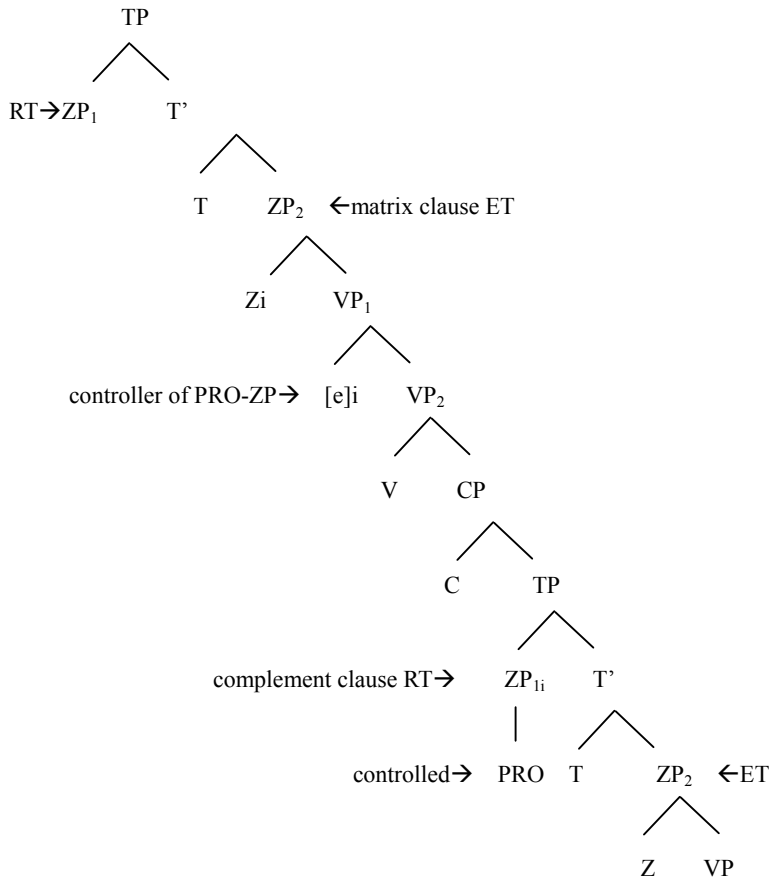 TP
RT→ZP1 T’
T ZP2 ←matrix clause ET
Zi VP1
controller of PRO-ZP→ [e]i VP2
V CP
C TP
complement clause RT→ ZP1i T’
controlled→ PRO T ZP2 ←ET
Z VP